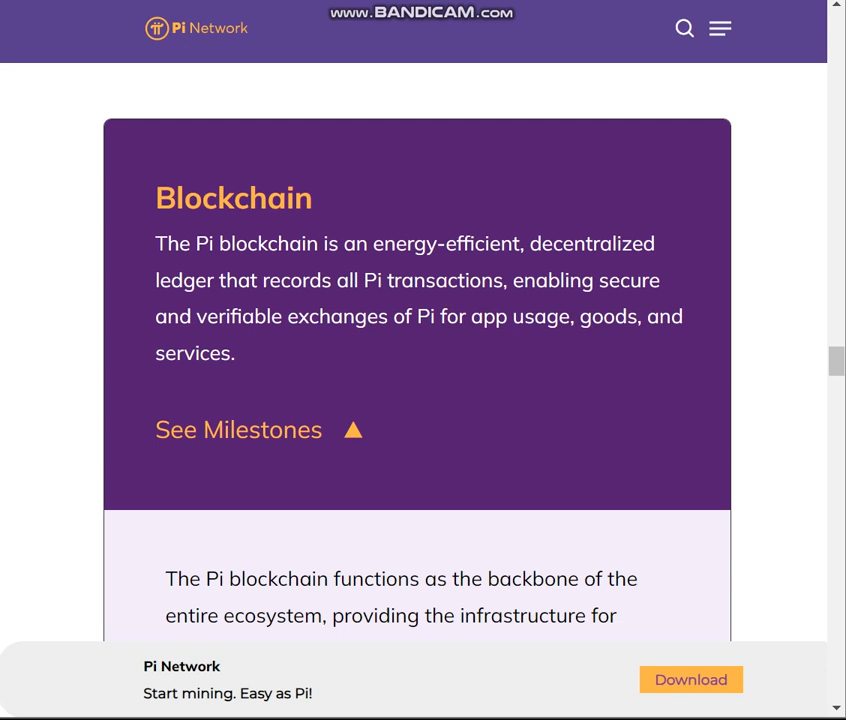 www.BANDICAM.com
Pi Network
Blockchain
The Pi blockchain is an energy-efficient, decentralized
ledger that records all Pi transactions, enabling secure
and verifiable exchanges of Pi for app usage, goods, and
services.
See Milestones
The Pi blockchain functions as the backbone of the
entire ecosystem, providing the infrastructure for
Pi Network
Start mining. Easy as Pi!
Download